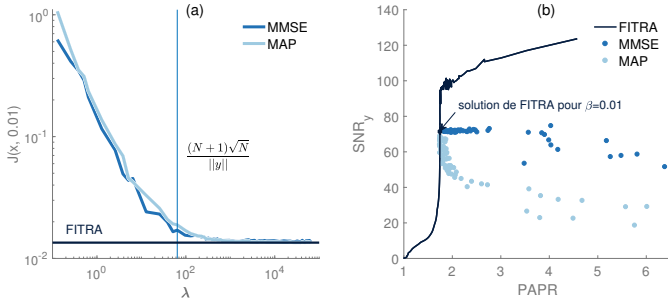 (a)
10^0
10^-1
10^-2
J(x, 0.01)
MMSE
MAP
(N + 1)√N
||y||
FITRA
10^0
10^2
10^4
λ
(b)
140
120
100
80
60
40
20
0
SNR_y
FITRA
MMSE
MAP
solution de FITRA pour β=0.01
1
2
3
4
5
6
PAPR